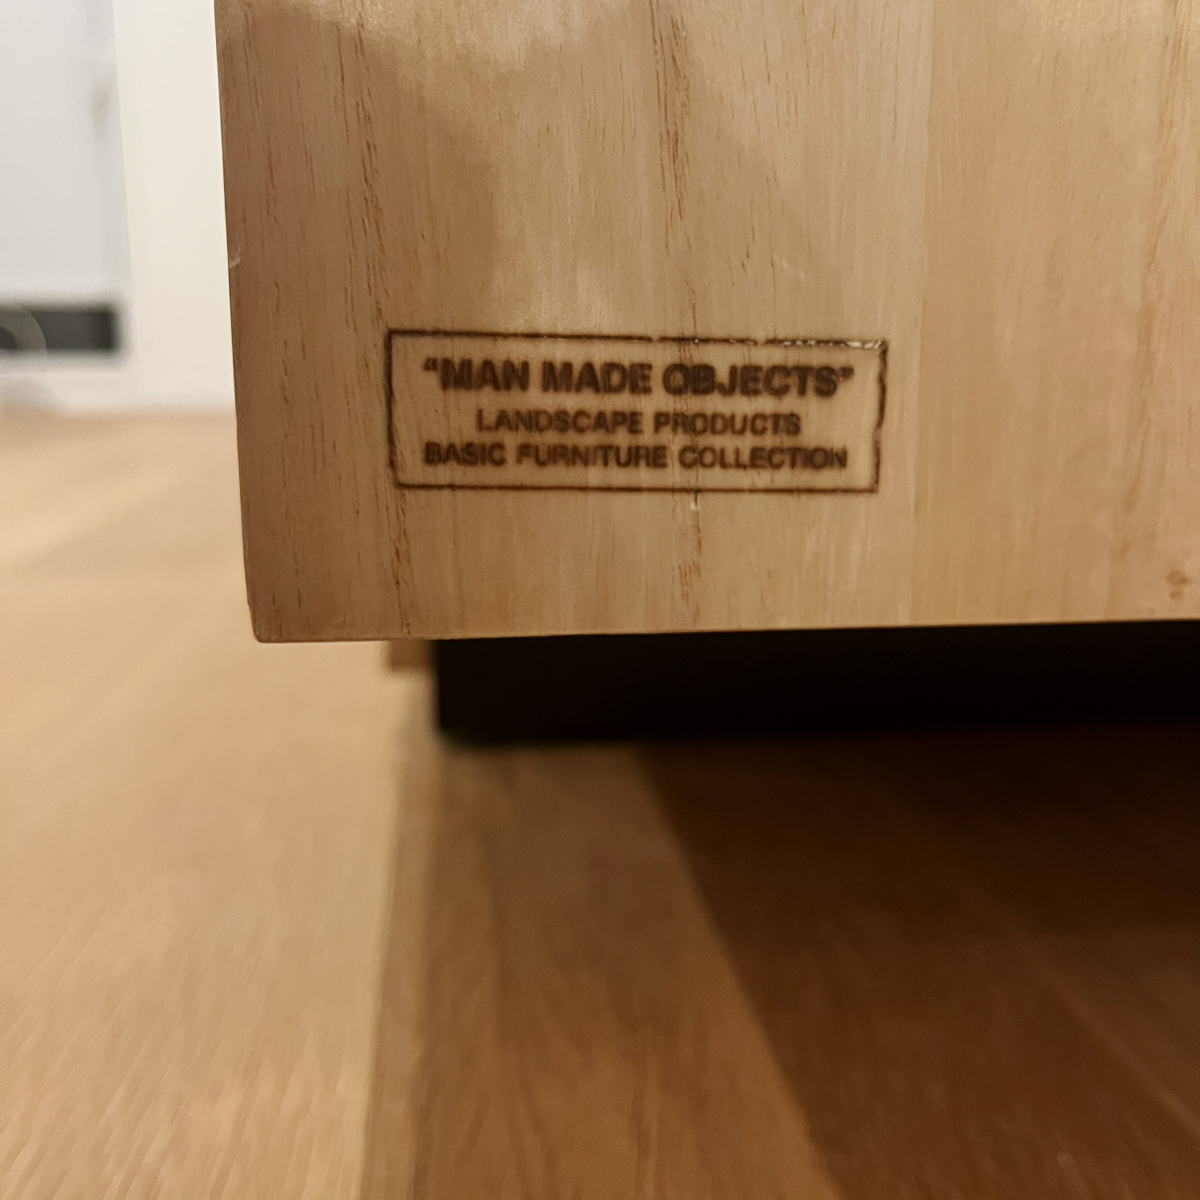 “MAN MADE OBJECTS”
LANDSCAPE PRODUCTS
BASIC FURNITURE COLLECTION